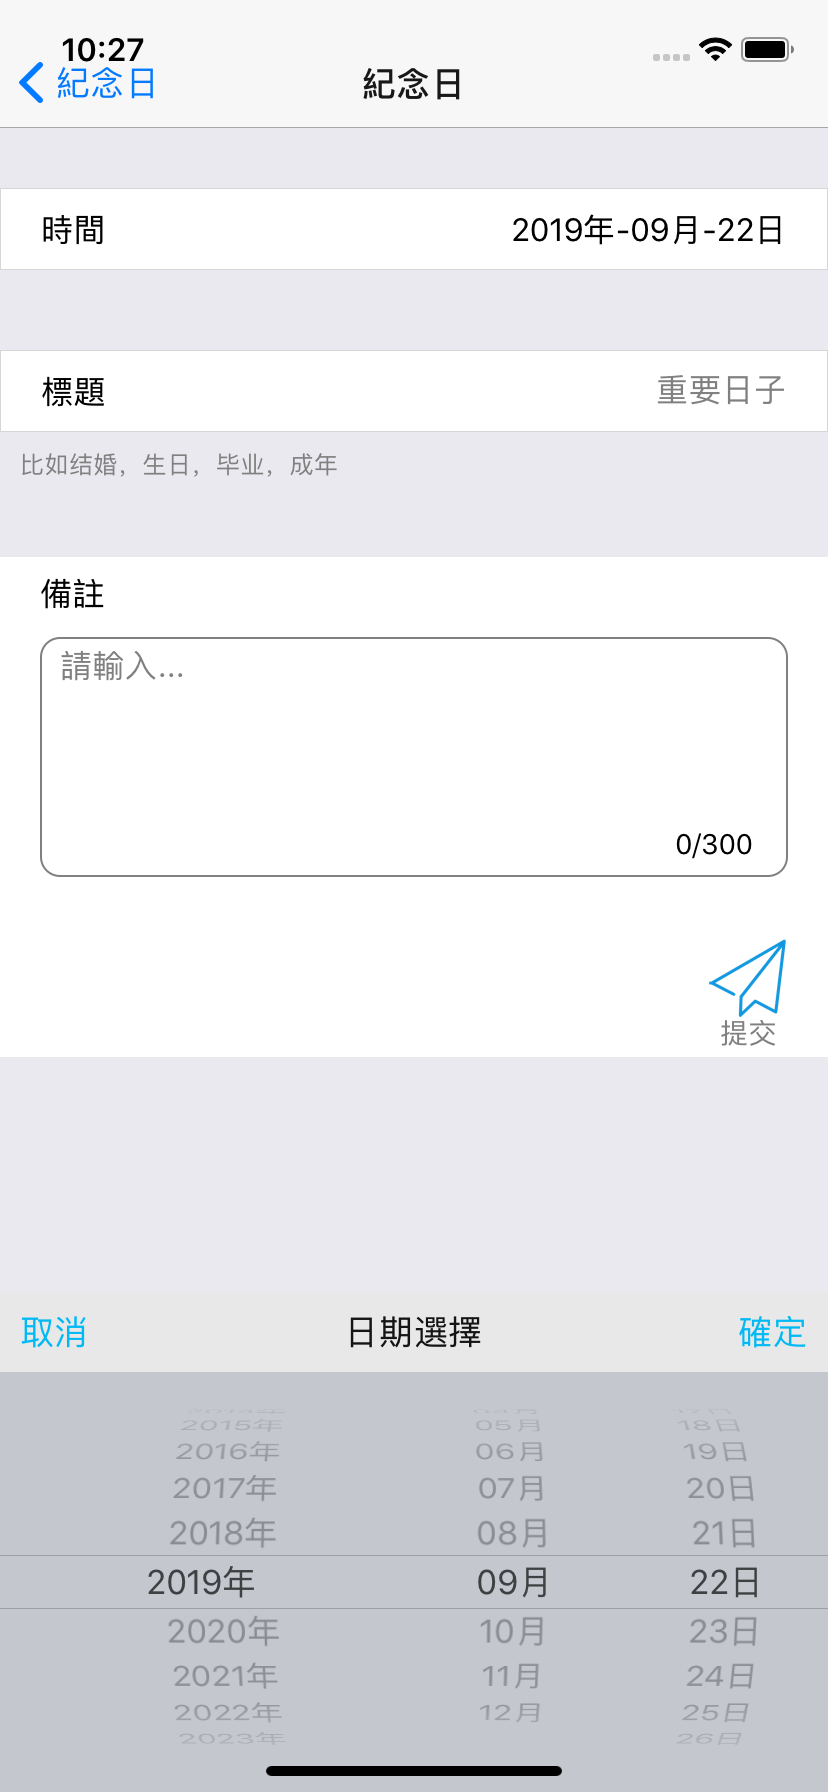 10:27
紀念日
紀念日
時間 2019年-09月-22日
標題 重要日子
比如结婚，生日，毕业，成年
備註
請輸入...
0/300
提交
取消 日期選擇 確定
2015年 05月 18日
2016年 06月 19日
2017年 07月 20日
2018年 08月 21日
2019年 09月 22日
2020年 10月 23日
2021年 11月 24日
2022年 12月 25日
2023年 26日